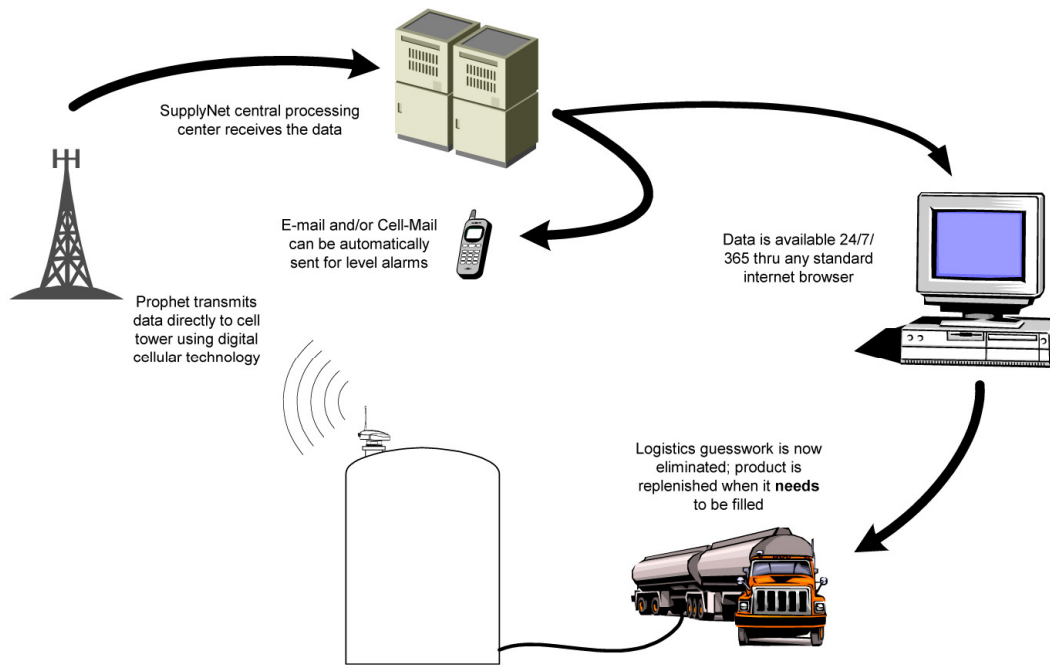 SupplyNet central processing
center receives the data
E-mail and/or Cell-Mail
can be automatically
sent for level alarms
Data is available 24/7/
365 thru any standard
internet browser
Prophet transmits
data directly to cell
tower using digital
cellular technology
Logistics guesswork is now
eliminated; product is
replenished when it needs
to be filled